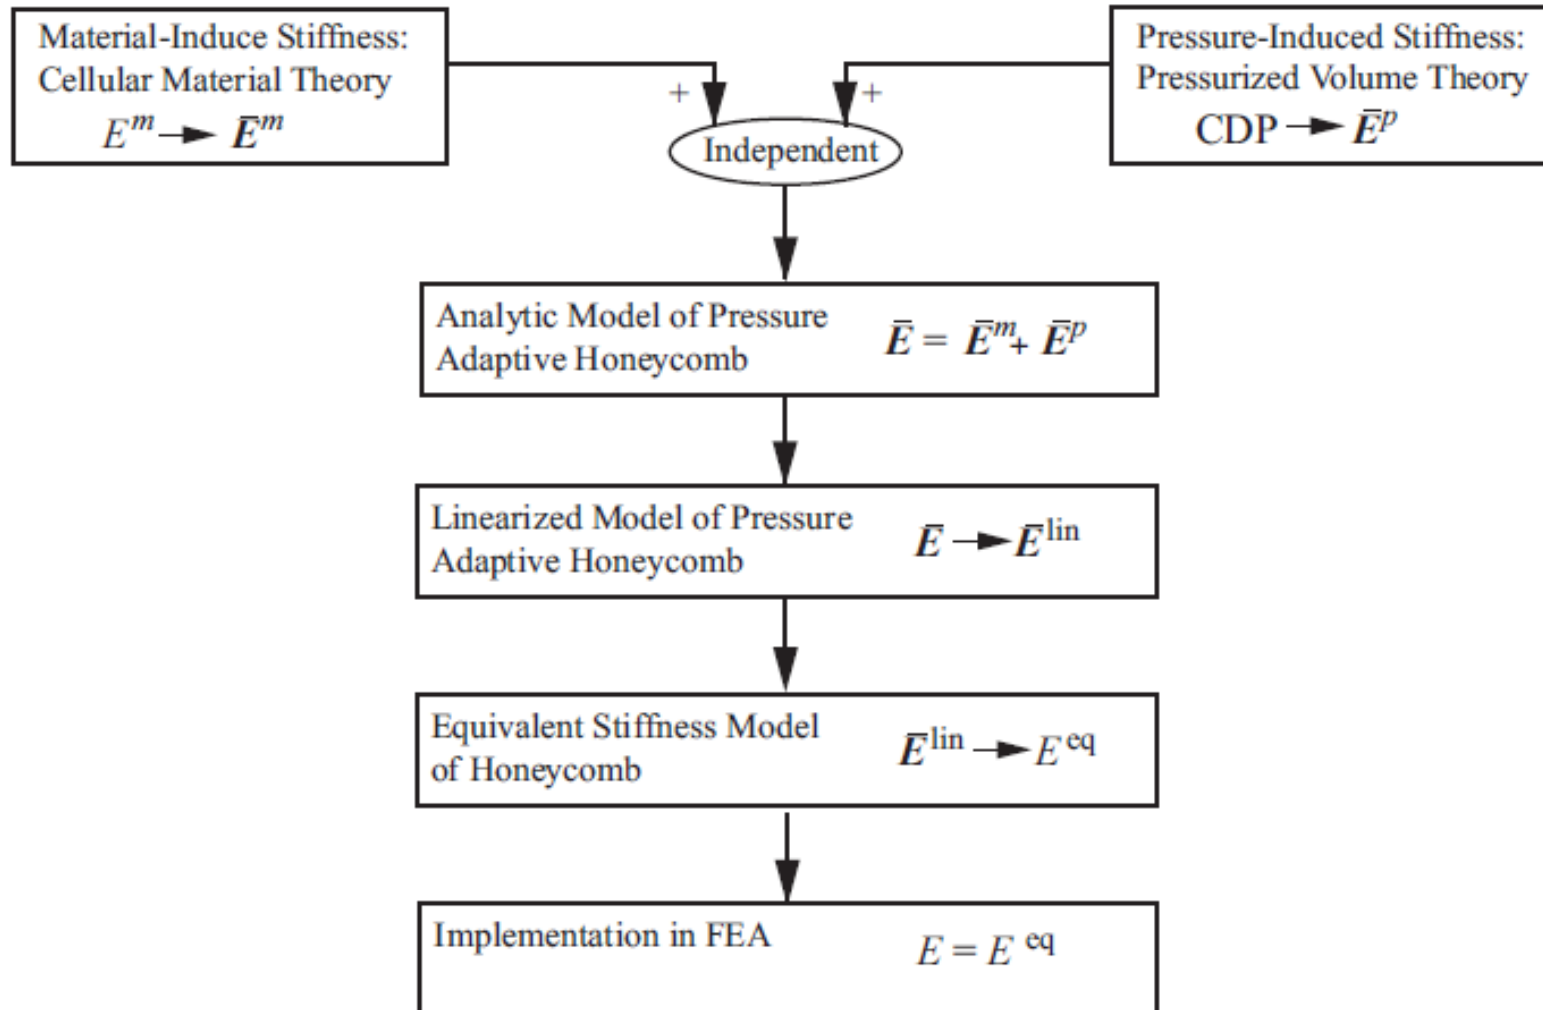 Material-Induce Stiffness:
Cellular Material Theory
E^m → Ē^m
Pressure-Induced Stiffness:
Pressurized Volume Theory
CDP → Ē^p
+
+
Independent
Analytic Model of Pressure
Adaptive Honeycomb
Ē = Ē^m + Ē^p
Linearized Model of Pressure
Adaptive Honeycomb
Ē → Ē^lin
Equivalent Stiffness Model
of Honeycomb
Ē^lin → E^eq
Implementation in FEA
E = E^eq